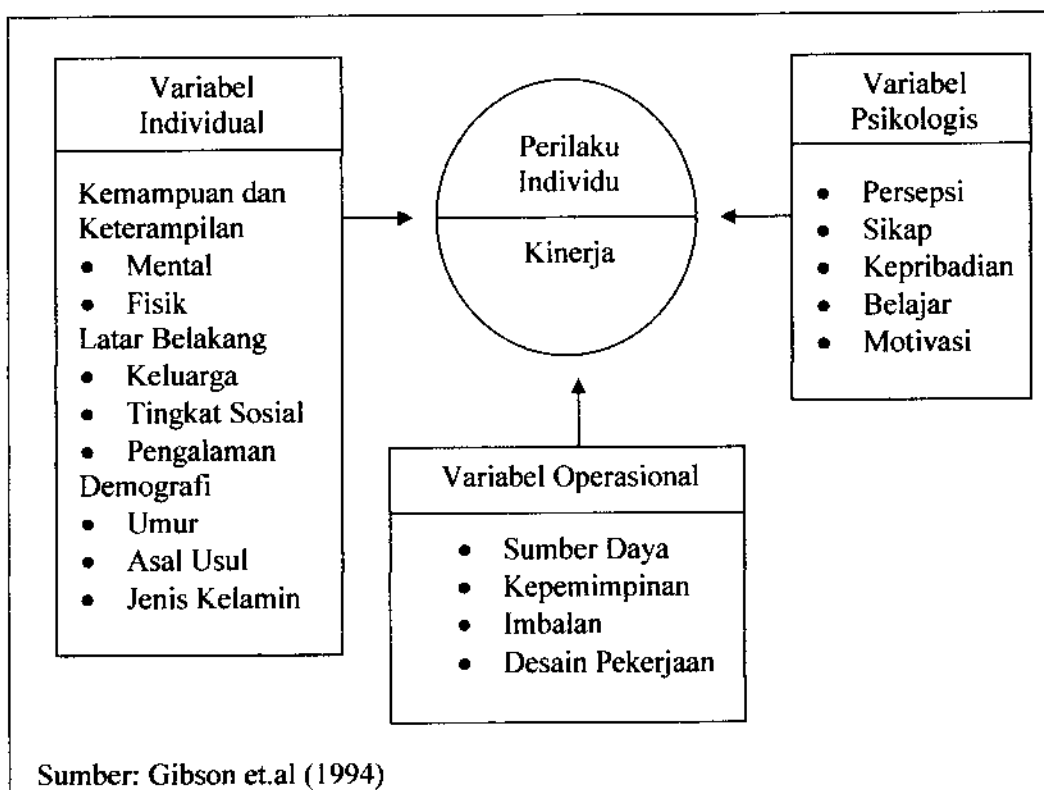 Variabel
Individual
Kemampuan dan
Keterampilan
• Mental
• Fisik
Latar Belakang
• Keluarga
• Tingkat Sosial
• Pengalaman
Demografi
• Umur
• Asal Usul
• Jenis Kelamin
Perilaku
Individu
Kinerja
Variabel
Psikologis
• Persepsi
• Sikap
• Kepribadian
• Belajar
• Motivasi
Variabel Operasional
• Sumber Daya
• Kepemimpinan
• Imbalan
• Desain Pekerjaan
Sumber: Gibson et.al (1994)